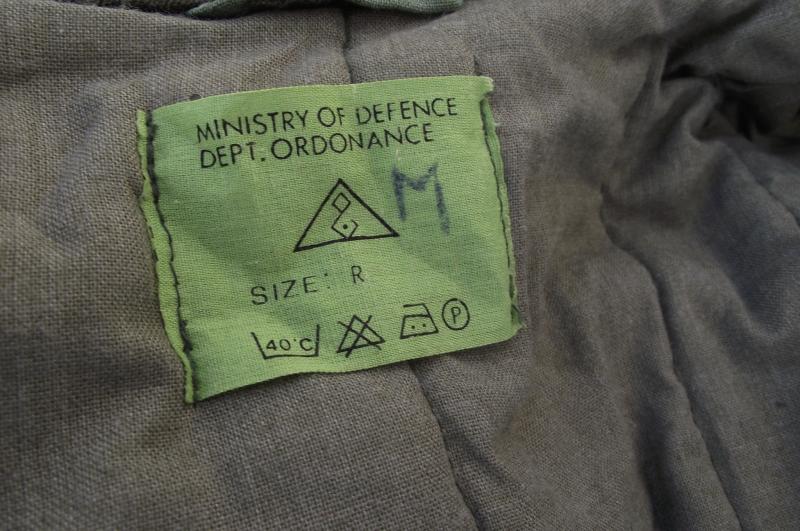 MINISTRY OF DEFENCE
DEPT. ORDONANCE
M
SIZE: R
40°C P